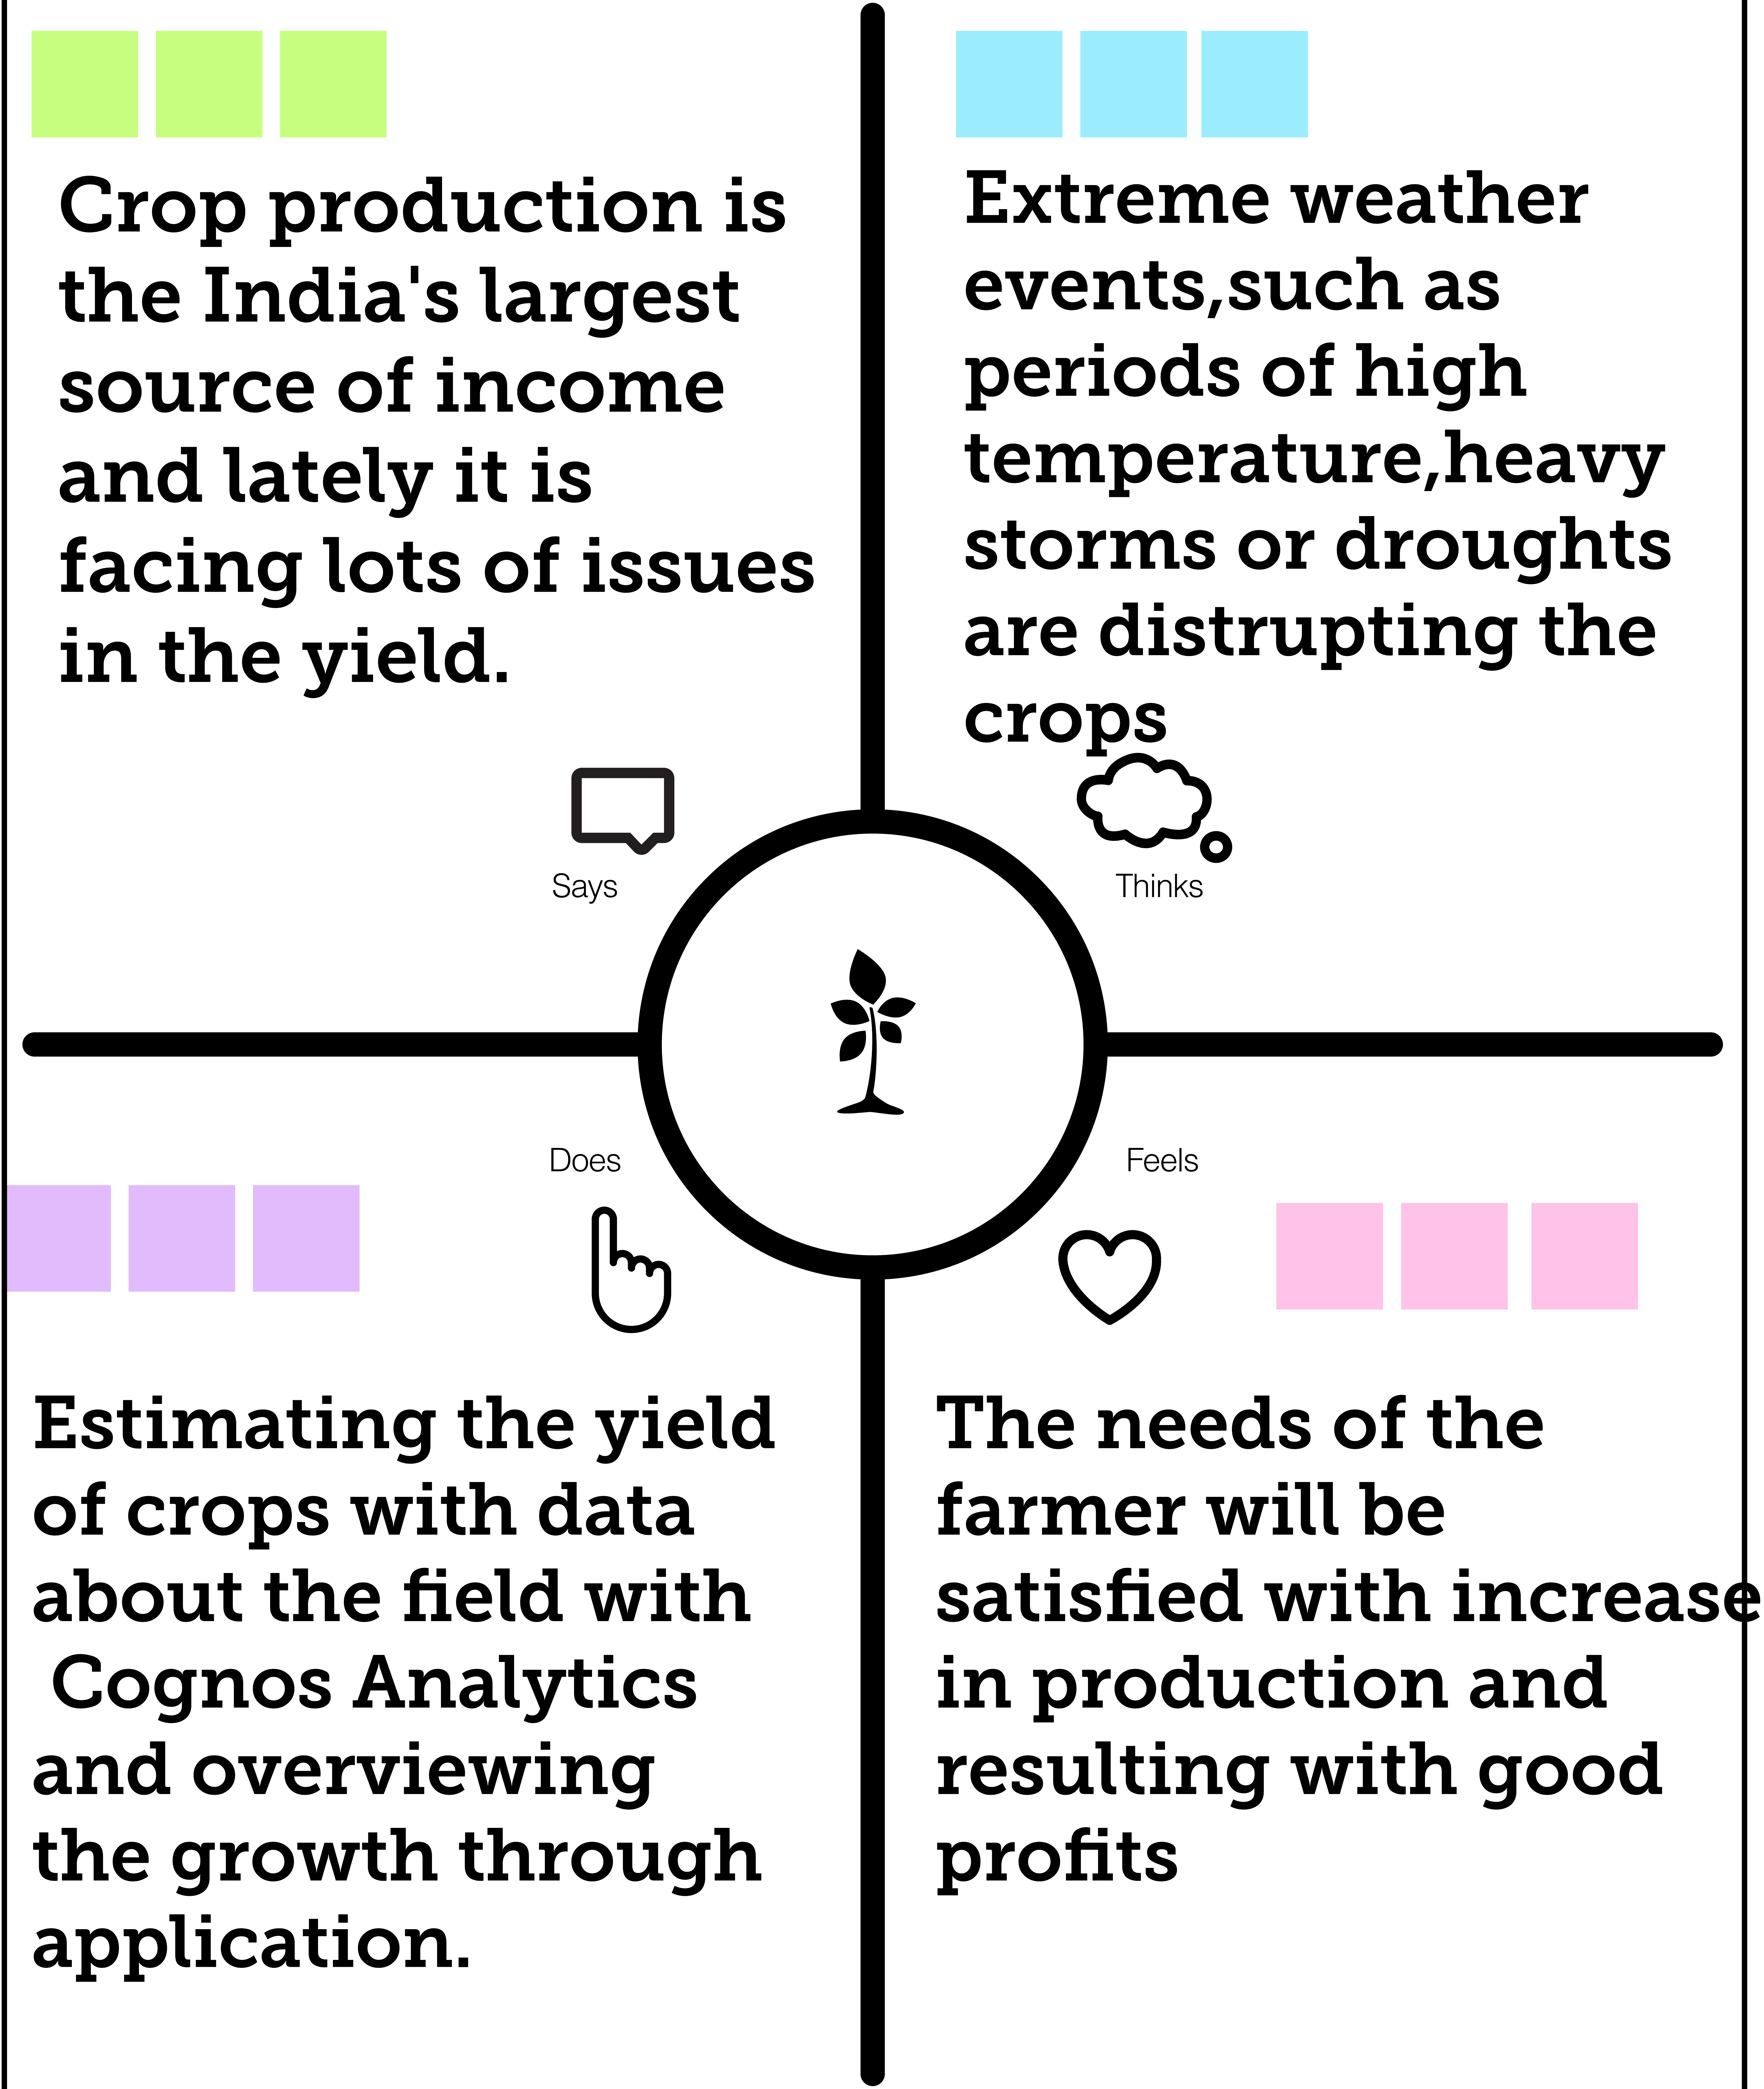 Crop production is
the India's largest
source of income
and lately it is
facing lots of issues
in the yield.
Says
Extreme weather
events,such as
periods of high
temperature,heavy
storms or droughts
are distrupting the
crops
Thinks
Does
Estimating the yield
of crops with data
about the field with
Cognos Analytics
and overviewing
the growth through
application.
Feels
The needs of the
farmer will be
satisfied with increase
in production and
resulting with good
profits